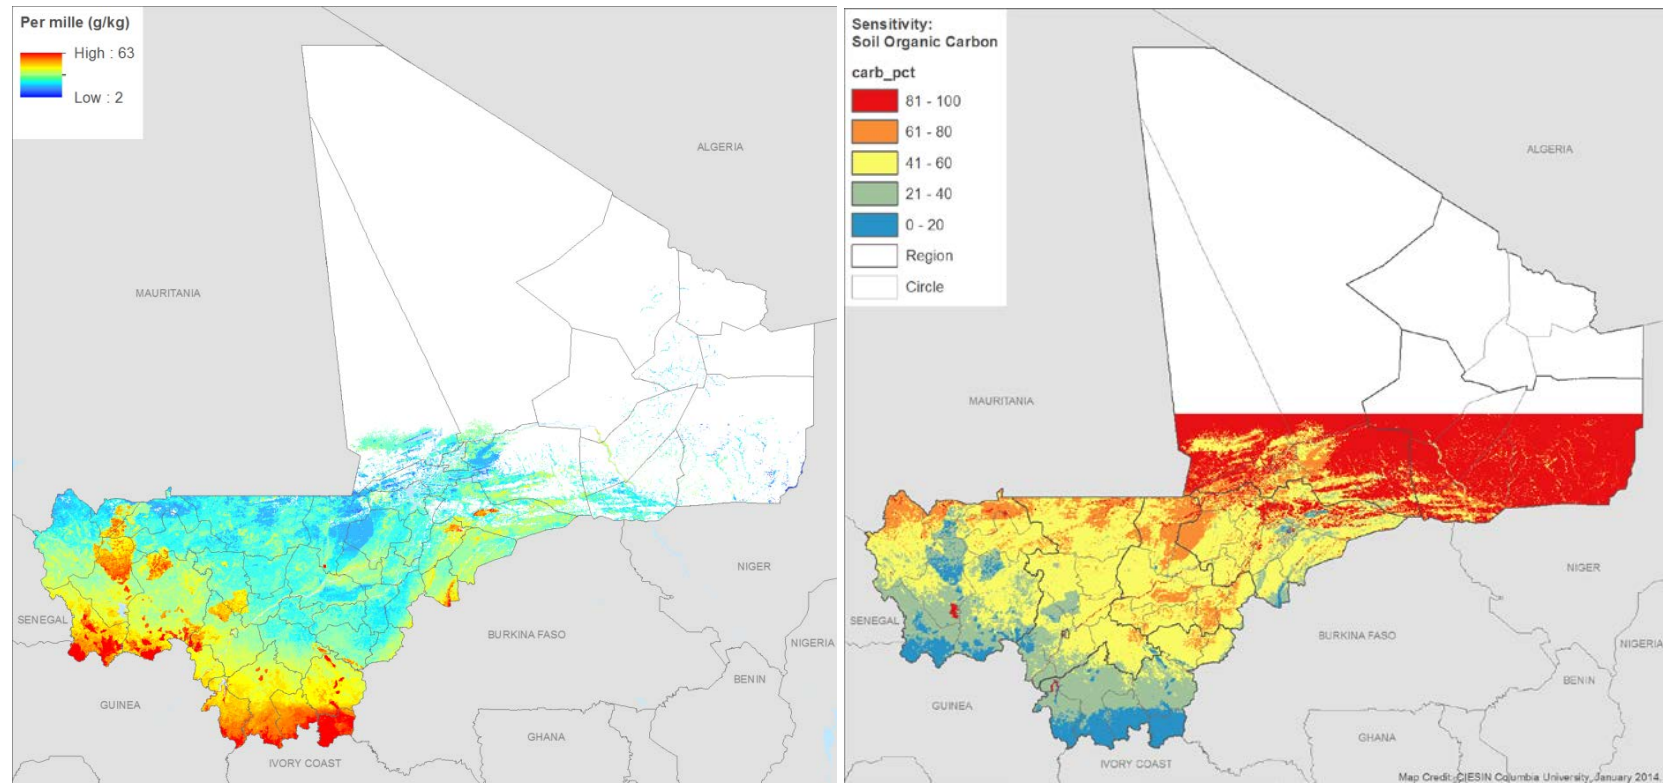 Per mille (g/kg)
High : 63
Low : 2
ALGERIA
MAURITANIA
NIGER
SENEGAL
BURKINA FASO
NIGERIA
BENIN
GUINEA
GHANA
IVORY COAST
Sensitivity:
Soil Organic Carbon
carb_pct
81 - 100
61 - 80
41 - 60
21 - 40
0 - 20
Region
Circle
ALGERIA
MAURITANIA
NIGER
SENEGAL
BURKINA FASO
NIGERIA
BENIN
GUINEA
GHANA
IVORY COAST
Map Credit: CIESIN Columbia University, January 2014